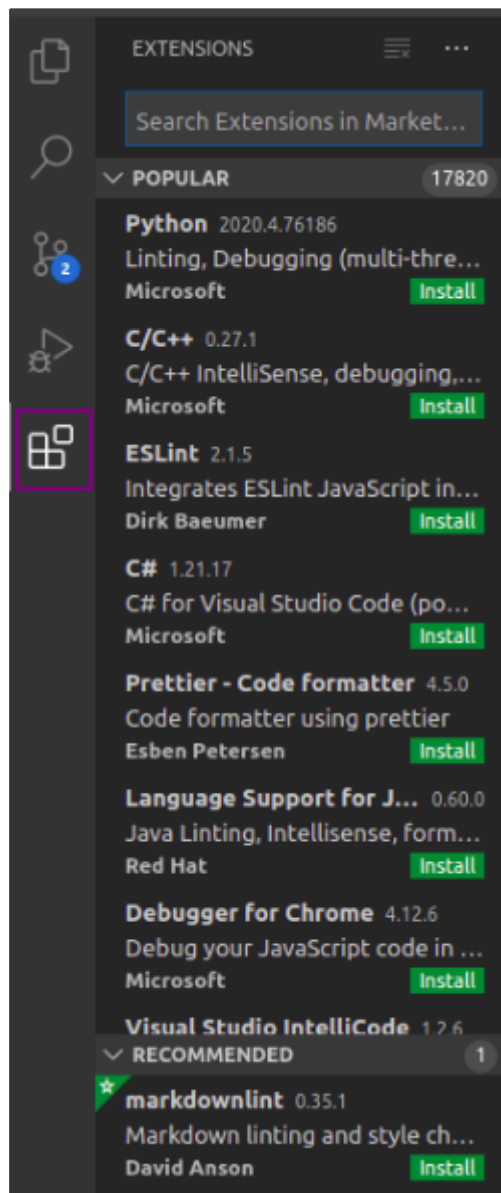 EXTENSIONS
Search Extensions in Market...
POPULAR 17820
Python 2020.4.76186
Linting, Debugging (multi-thre...
Microsoft Install
2
C/C++ 0.27.1
C/C++ IntelliSense, debugging,...
Microsoft Install
ESLint 2.1.5
Integrates ESLint JavaScript in...
Dirk Baeumer Install
C# 1.21.17
C# for Visual Studio Code (po...
Microsoft Install
Prettier - Code formatter 4.5.0
Code formatter using prettier
Esben Petersen Install
Language Support for J... 0.60.0
Java Linting, Intellisense, form...
Red Hat Install
Debugger for Chrome 4.12.6
Debug your JavaScript code in ...
Microsoft Install
Visual Studio IntelliCode 1.2.6
RECOMMENDED 1
markdownlint 0.35.1
Markdown linting and style ch...
David Anson Install